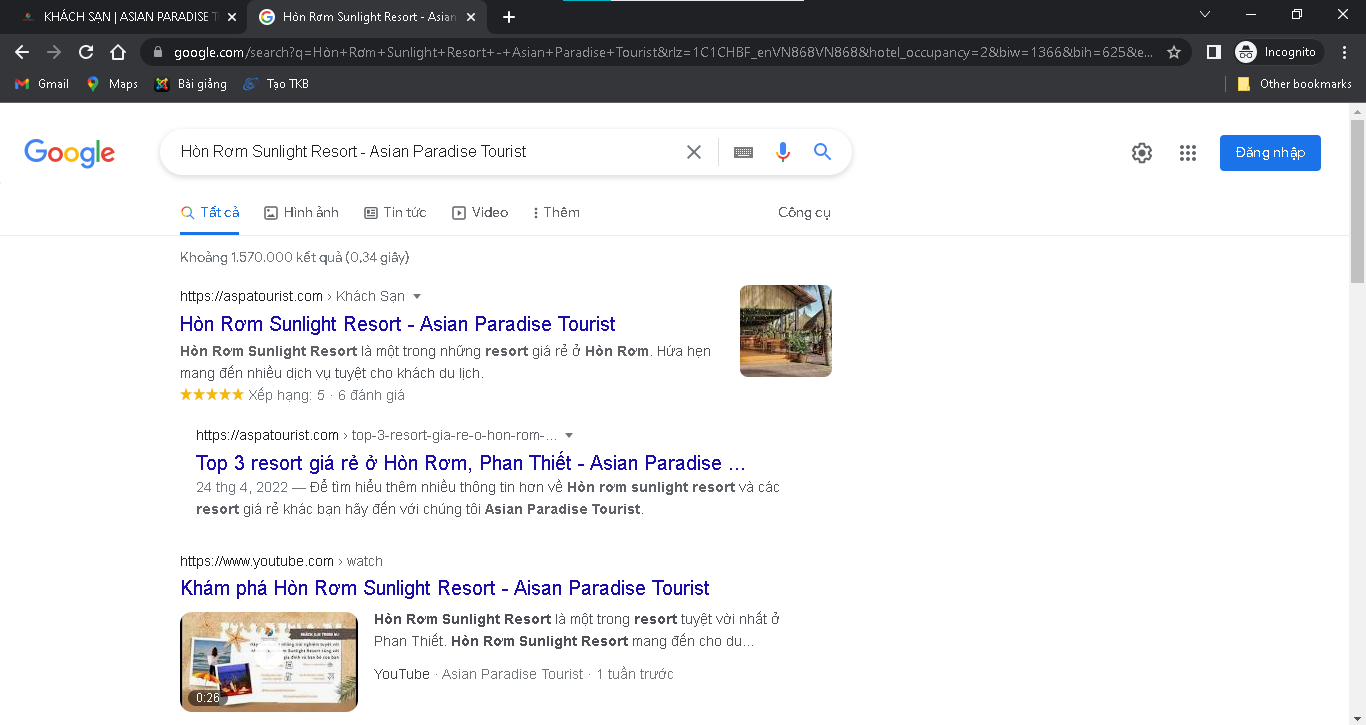 KHÁCH SẠN | ASIAN PARADISE T
Hòn Rơm Sunlight Resort - Asian
google.com/search?q=Hòn+Rơm+Sunlight+Resort+-+Asian+Paradise+Tourist&rlz=1C1CHBF_enVN868VN868&hotel_occupancy=2&biw=1366&bih=625&e...
Incognito
Gmail
Maps
Bài giảng
Tạo TKB
Other bookmarks
Google
Hòn Rơm Sunlight Resort - Asian Paradise Tourist
Đăng nhập
Tất cả
Hình ảnh
Tin tức
Video
Thêm
Công cụ
Khoảng 1.570.000 kết quả (0,34 giây)
https://aspatourist.com › Khách Sạn
Hòn Rơm Sunlight Resort - Asian Paradise Tourist
Hòn Rơm Sunlight Resort là một trong những resort giá rẻ ở Hòn Rơm. Hứa hẹn
mang đến nhiều dịch vụ tuyệt cho khách du lịch.
★★★★★ Xếp hạng: 5 · 6 đánh giá
https://aspatourist.com › top-3-resort-gia-re-o-hon-rom-...
Top 3 resort giá rẻ ở Hòn Rơm, Phan Thiết - Asian Paradise ...
24 thg 4, 2022 — Để tìm hiểu thêm nhiều thông tin hơn về Hòn rơm sunlight resort và các
resort giá rẻ khác bạn hãy đến với chúng tôi Asian Paradise Tourist.
https://www.youtube.com › watch
Khám phá Hòn Rơm Sunlight Resort - Aisan Paradise Tourist
Hòn Rơm Sunlight Resort là một trong resort tuyệt vời nhất ở
Phan Thiết. Hòn Rơm Sunlight Resort mang đến cho du...
YouTube · Asian Paradise Tourist · 1 tuần trước
0:26